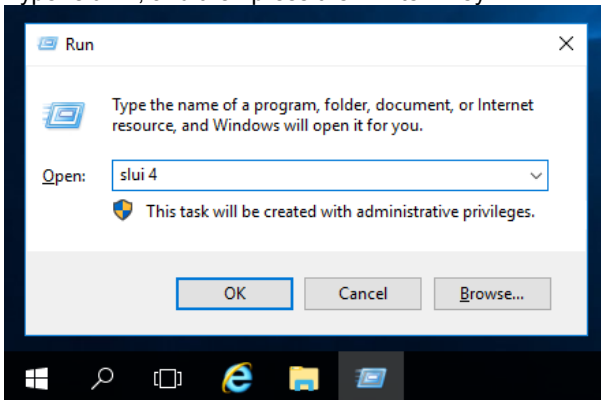 Run
Type the name of a program, folder, document, or Internet
resource, and Windows will open it for you.
Open:
slui 4
This task will be created with administrative privileges.
OK
Cancel
Browse...